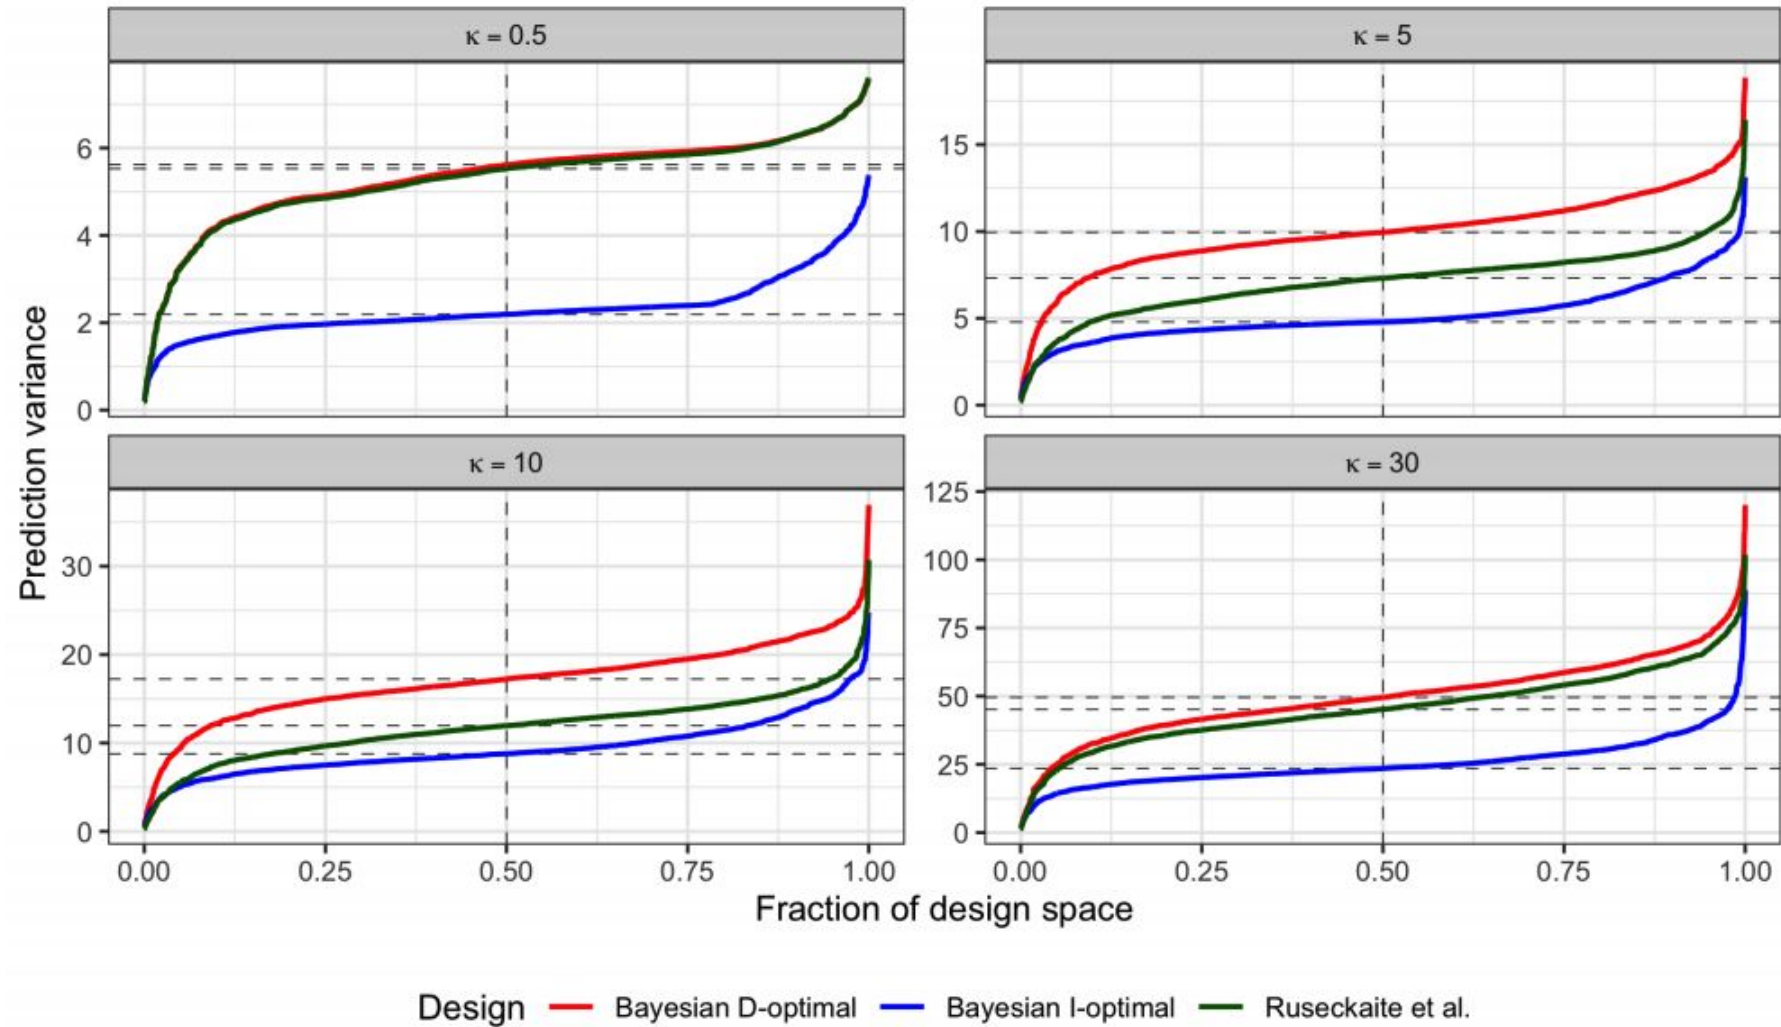 κ = 0.5
κ = 5
6
4
2
0
15
10
5
0
κ = 10
κ = 30
30
20
10
0
125
100
75
50
25
0
0.00 0.25 0.50 0.75 1.00
0.00 0.25 0.50 0.75 1.00
Prediction variance
Fraction of design space
Design Bayesian D-optimal Bayesian I-optimal Ruseckaite et al.